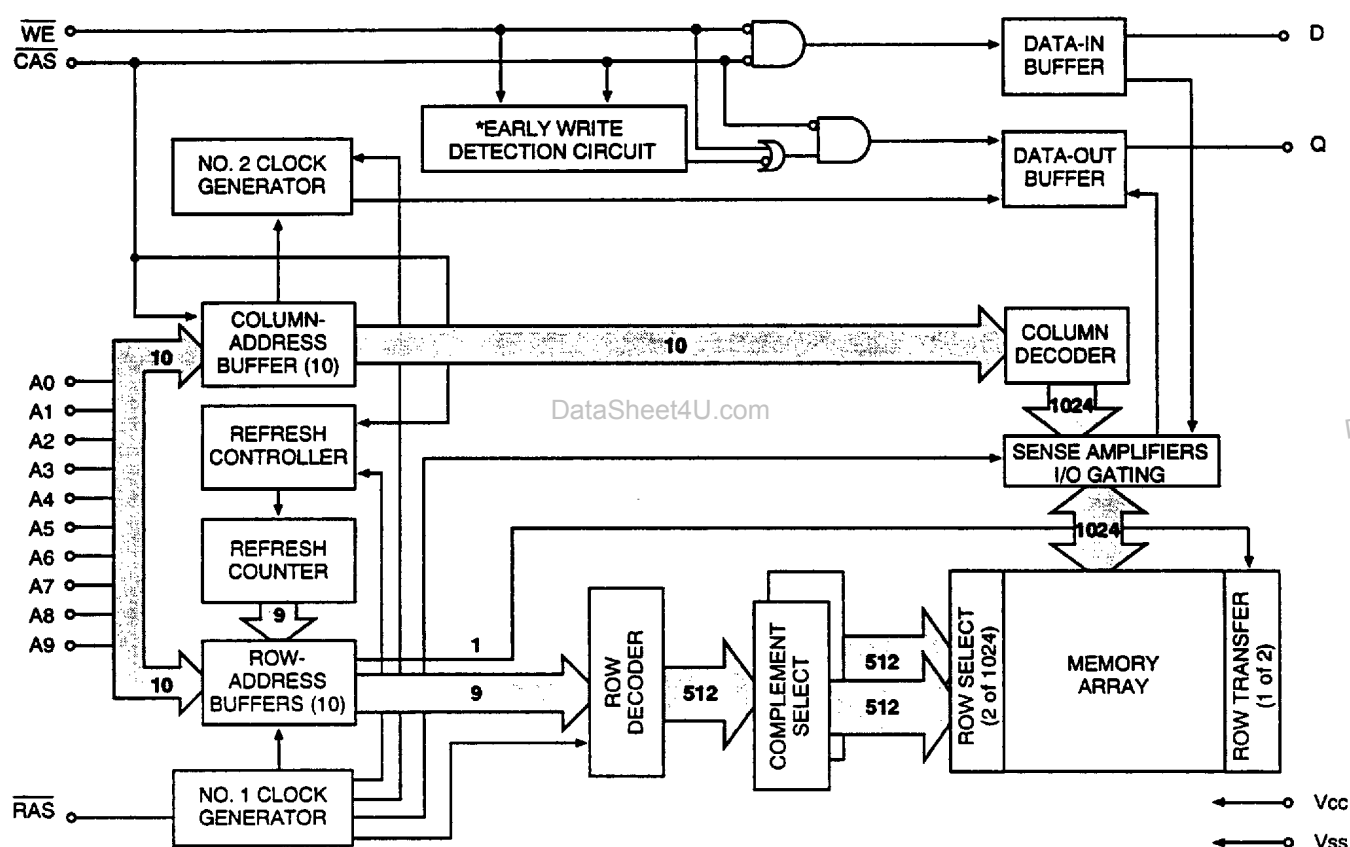 WE
CAS
DATA-IN
BUFFER
D
*EARLY WRITE
DETECTION CIRCUIT
NO. 2 CLOCK
GENERATOR
DATA-OUT
BUFFER
Q
COLUMN-
ADDRESS
BUFFER (10)
10
10
COLUMN
DECODER
1024
A0
A1
A2
A3
A4
A5
A6
A7
A8
A9
DataSheet4U.com
REFRESH
CONTROLLER
SENSE AMPLIFIERS
I/O GATING
1024
REFRESH
COUNTER
9
10
ROW-
ADDRESS
BUFFERS (10)
1
9
ROW
DECODER
512
COMPLEMENT
SELECT
512
512
ROW SELECT
(2 of 1024)
MEMORY
ARRAY
ROW TRANSFER
(1 of 2)
RAS
NO. 1 CLOCK
GENERATOR
Vcc
Vss